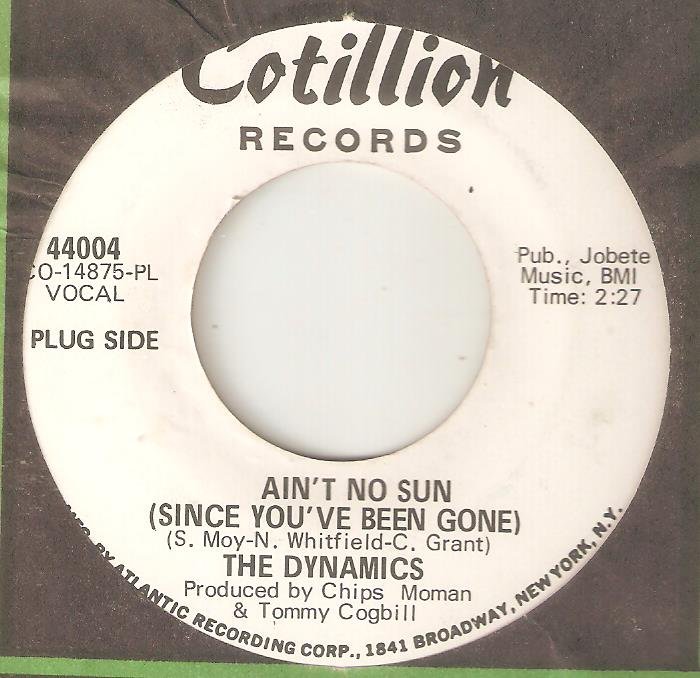 Cotillion
RECORDS
44004
CO-14875-PL
VOCAL
PLUG SIDE
Pub., Jobete
Music, BMI
Time: 2:27
AIN'T NO SUN
(SINCE YOU'VE BEEN GONE)
(S. Moy-N. Whitfield-C. Grant)
THE DYNAMICS
Produced by Chips Moman
& Tommy Cogbill
MFG. BY ATLANTIC RECORDING CORP., 1841 BROADWAY, NEW YORK, N.Y.